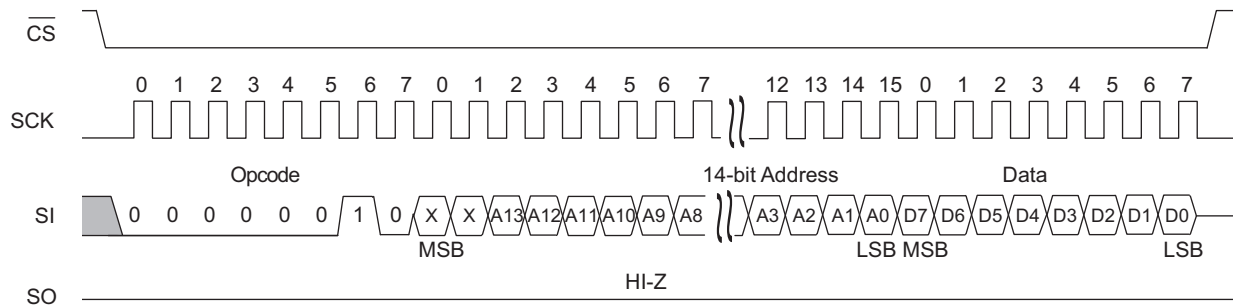 CS
0 1 2 3 4 5 6 7 0 1 2 3 4 5 6 7 12 13 14 15 0 1 2 3 4 5 6 7
SCK
Opcode 14-bit Address Data
SI 0 0 0 0 0 0 1 0 X X A13 A12 A11 A10 A9 A8 A3 A2 A1 A0 D7 D6 D5 D4 D3 D2 D1 D0
MSB LSB MSB LSB
HI-Z
SO